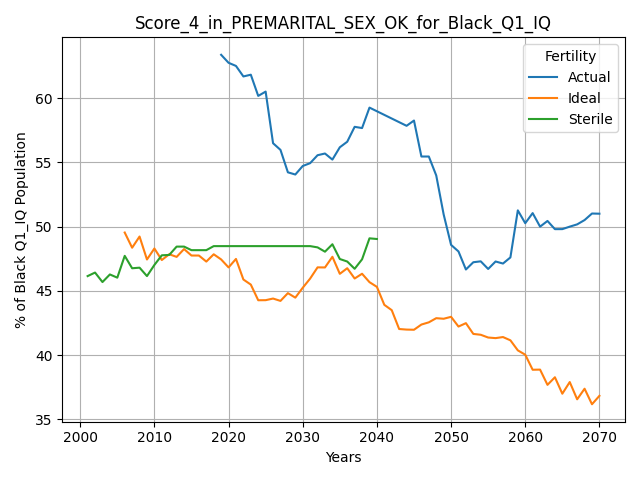 Score_4_in_PREMARITAL_SEX_OK_for_Black_Q1_IQ
Fertility
Actual
Ideal
Sterile
% of Black Q1_IQ Population
60
55
50
45
40
35
2000
2010
2020
2030
2040
2050
2060
2070
Years